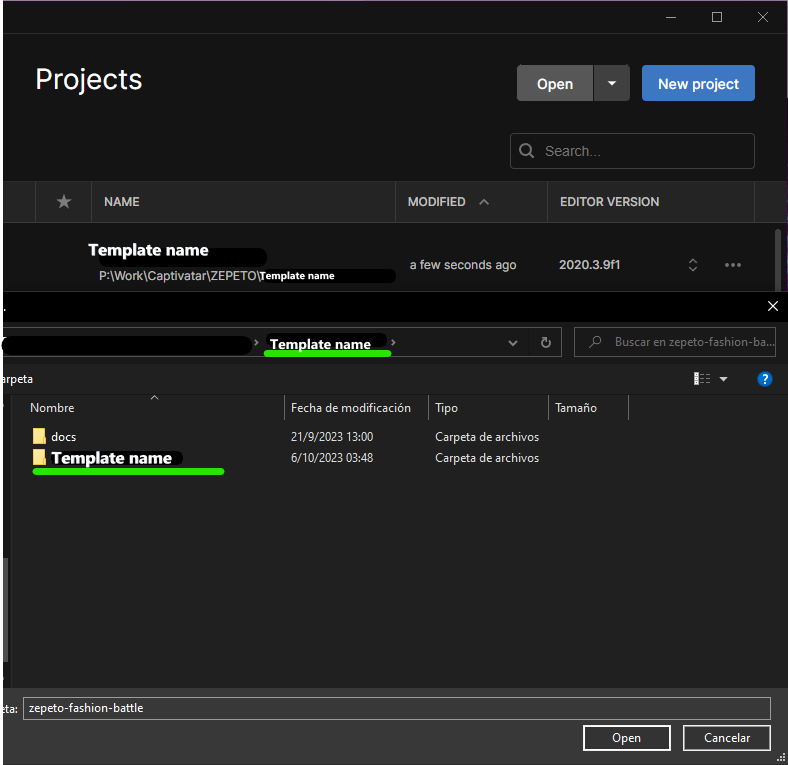 Projects
Open
New project
Search...
NAME
MODIFIED
EDITOR VERSION
Template name
P:\Work\Captivatar\ZEPETO\Template name
a few seconds ago
2020.3.9f1
Template name
Buscar en zepeto-fashion-ba...
arpeta
Nombre
Fecha de modificación
Tipo
Tamaño
docs
21/9/2023 13:00
Carpeta de archivos
Template name
6/10/2023 03:48
Carpeta de archivos
eta:
zepeto-fashion-battle
Open
Cancelar